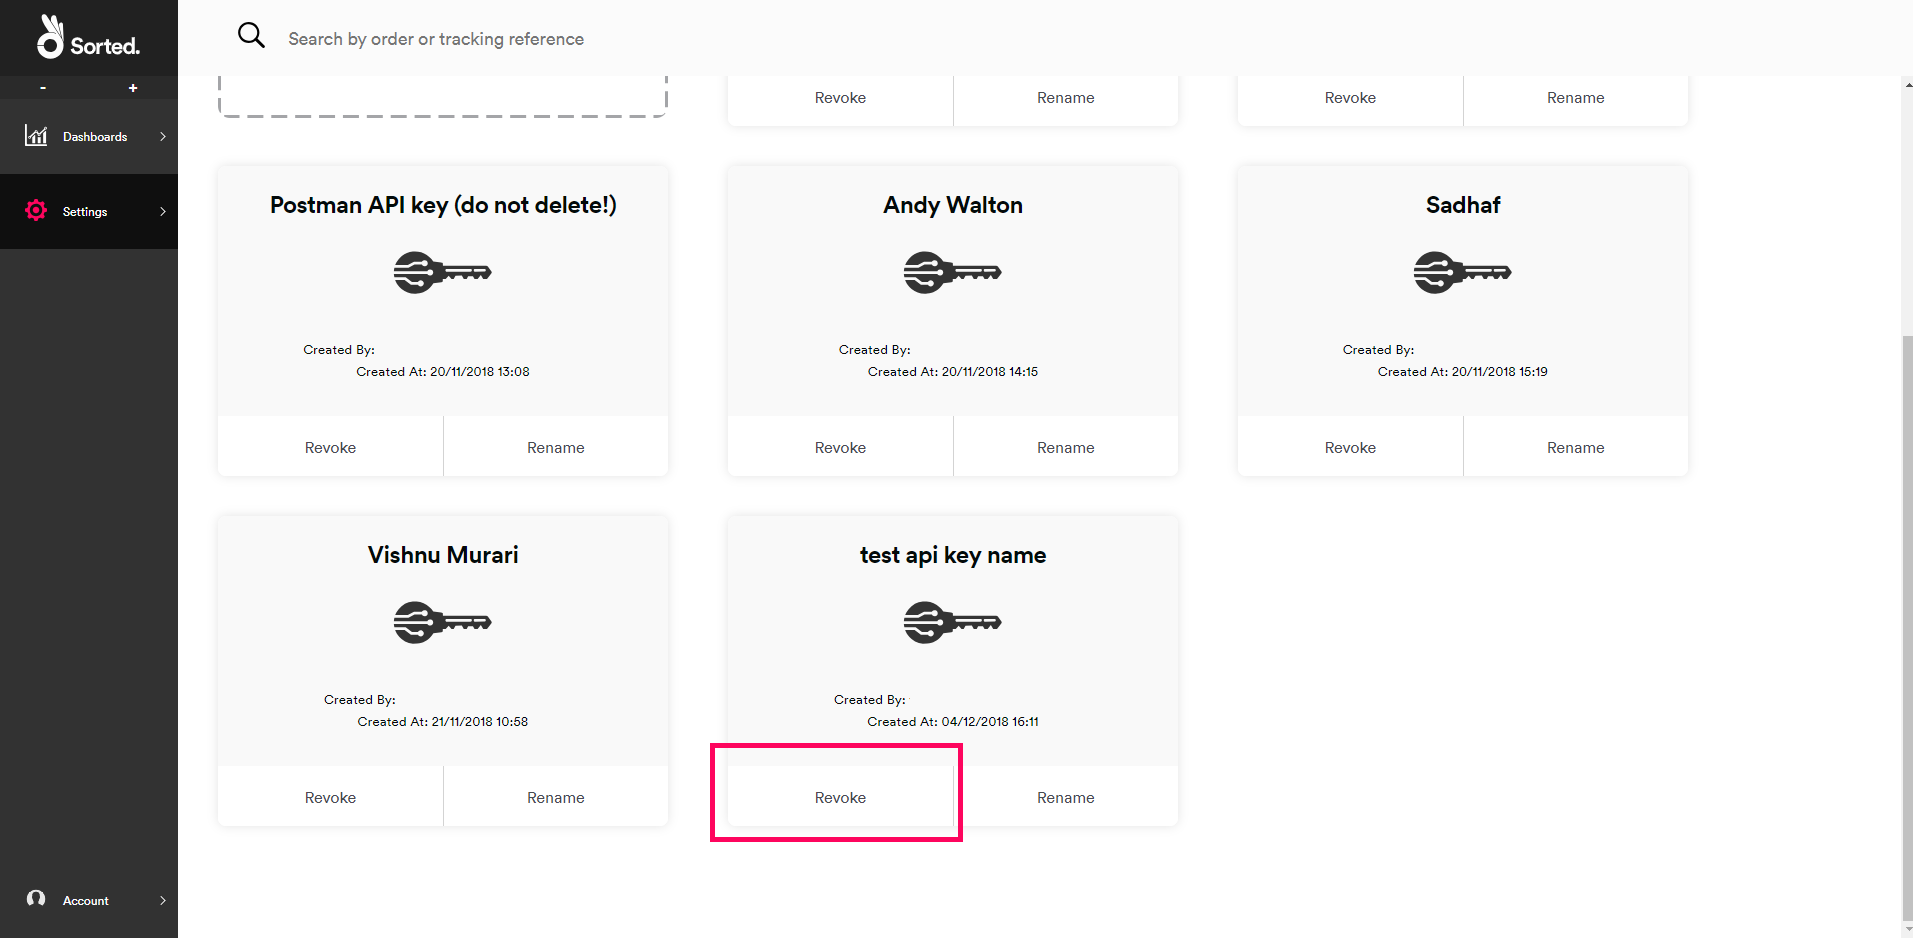 Sorted.
Search by order or tracking reference
- +
Dashboards
Settings
Account
Revoke Rename
Revoke Rename
Postman API key (do not delete!)
Created By:
Created At: 20/11/2018 13:08
Revoke Rename
Andy Walton
Created By:
Created At: 20/11/2018 14:15
Revoke Rename
Sadhaf
Created By:
Created At: 20/11/2018 15:19
Revoke Rename
Vishnu Murari
Created By:
Created At: 21/11/2018 10:58
Revoke Rename
test api key name
Created By:
Created At: 04/12/2018 16:11
Revoke Rename